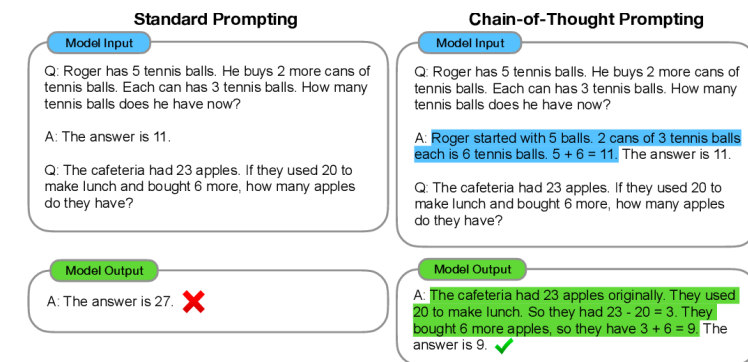 Standard Prompting
Model Input
Q: Roger has 5 tennis balls. He buys 2 more cans of
tennis balls. Each can has 3 tennis balls. How many
tennis balls does he have now?
A: The answer is 11.
Q: The cafeteria had 23 apples. If they used 20 to
make lunch and bought 6 more, how many apples
do they have?
Model Output
A: The answer is 27.
Chain-of-Thought Prompting
Model Input
Q: Roger has 5 tennis balls. He buys 2 more cans of
tennis balls. Each can has 3 tennis balls. How many
tennis balls does he have now?
A: Roger started with 5 balls. 2 cans of 3 tennis balls
each is 6 tennis balls. 5 + 6 = 11. The answer is 11.
Q: The cafeteria had 23 apples. If they used 20 to
make lunch and bought 6 more, how many apples
do they have?
Model Output
A: The cafeteria had 23 apples originally. They used
20 to make lunch. So they had 23 - 20 = 3. They
bought 6 more apples, so they have 3 + 6 = 9. The
answer is 9.